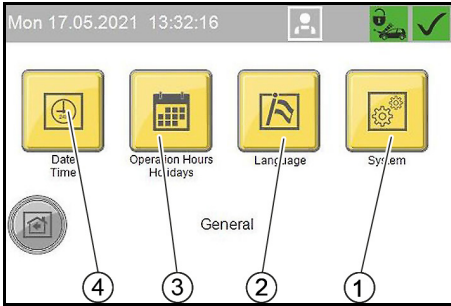 Mon 17.05.2021 13:32:16
Date
Time
Operation Hours
Holidays
Language
System
General
4
3
2
1